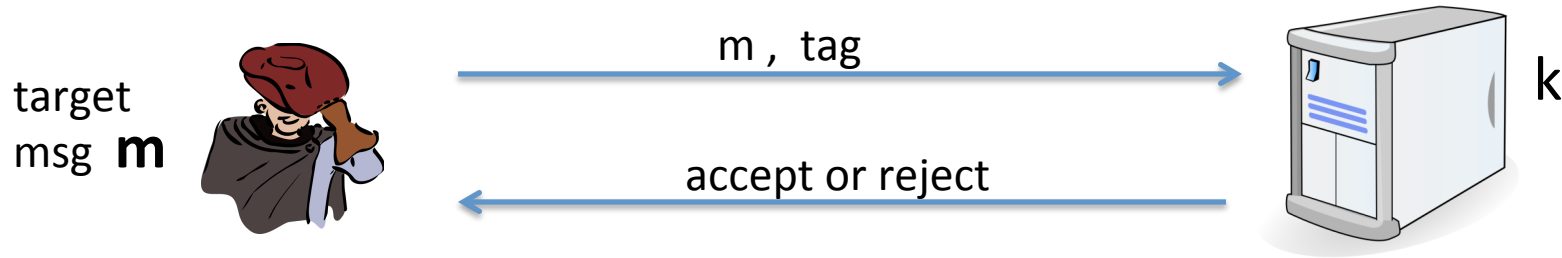 target
msg m
m , tag
accept or reject
k